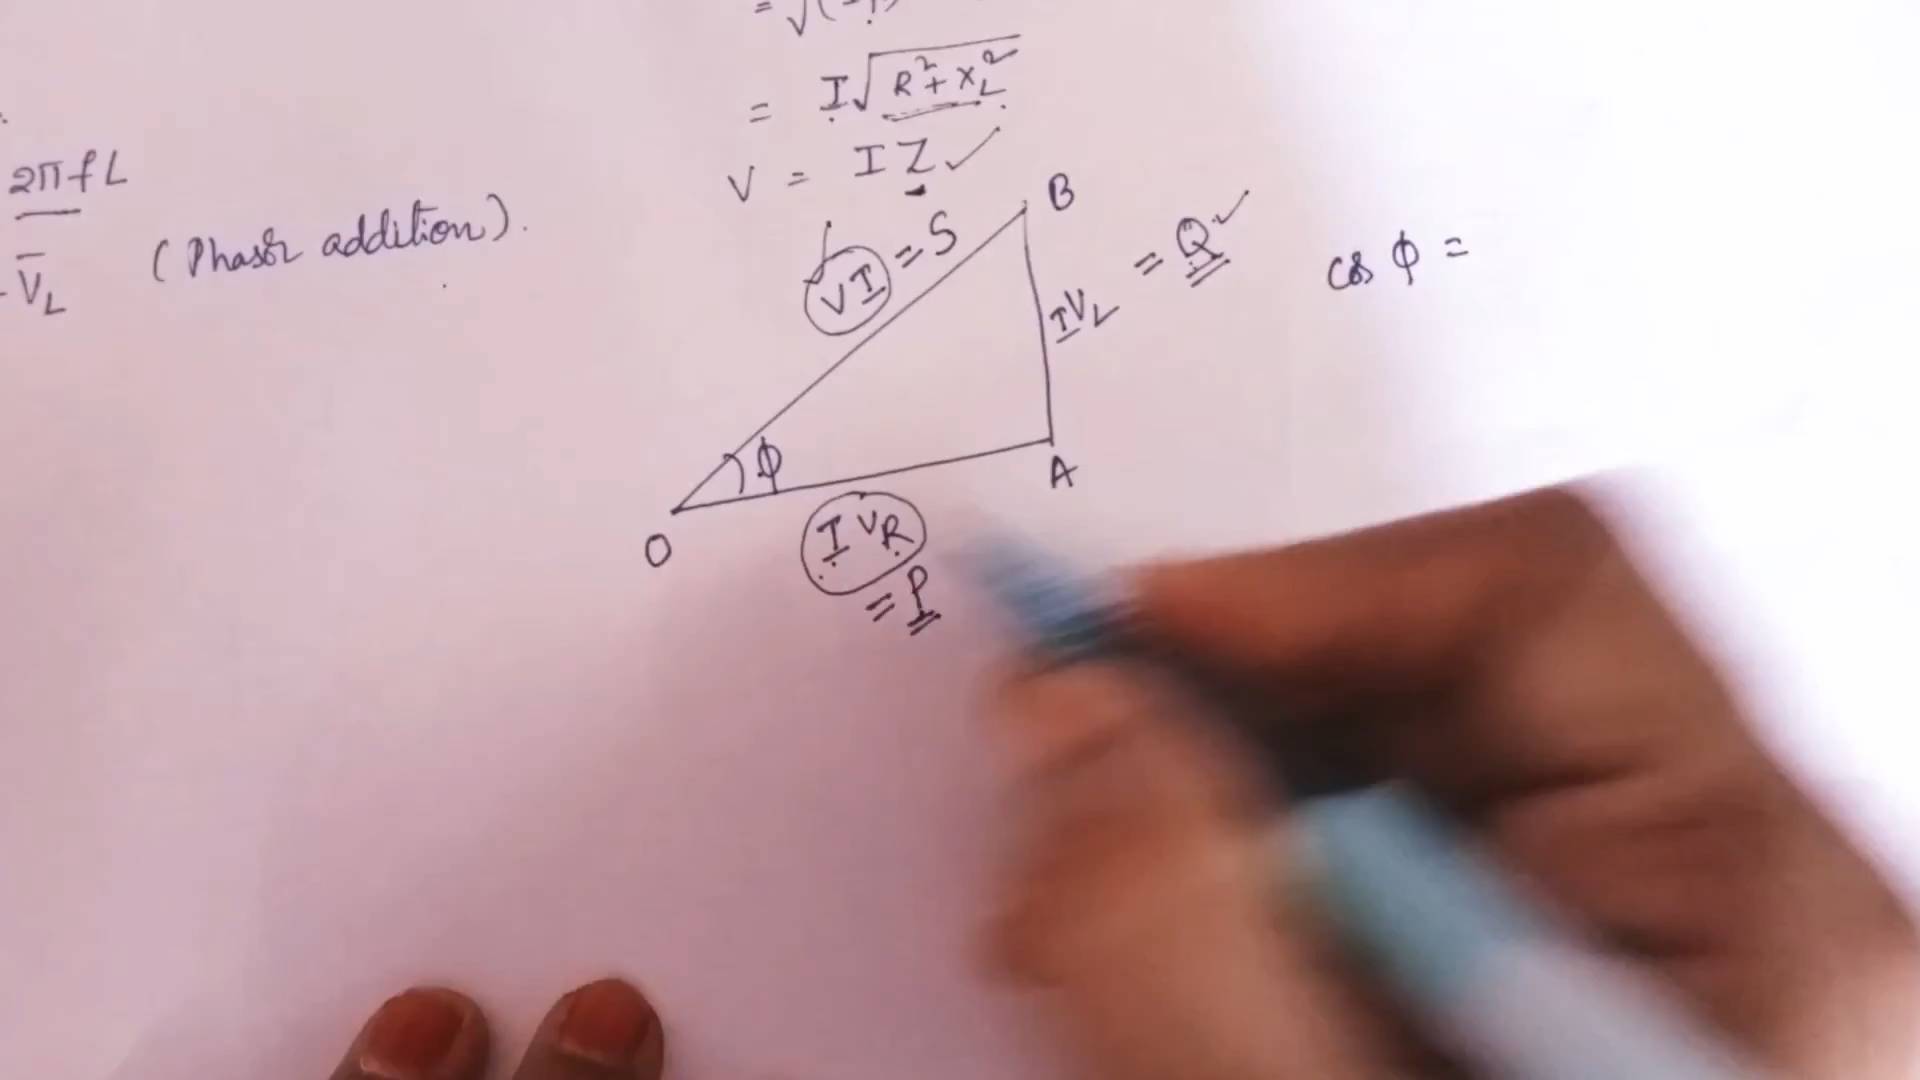 = I√R²+X_L²
2πfL
V = IZ ✓
V̄_L (Phasor addition).
B
VI = S
IV_L = Q ✓
cos ϕ =
ϕ
A
O
IV_R
= P